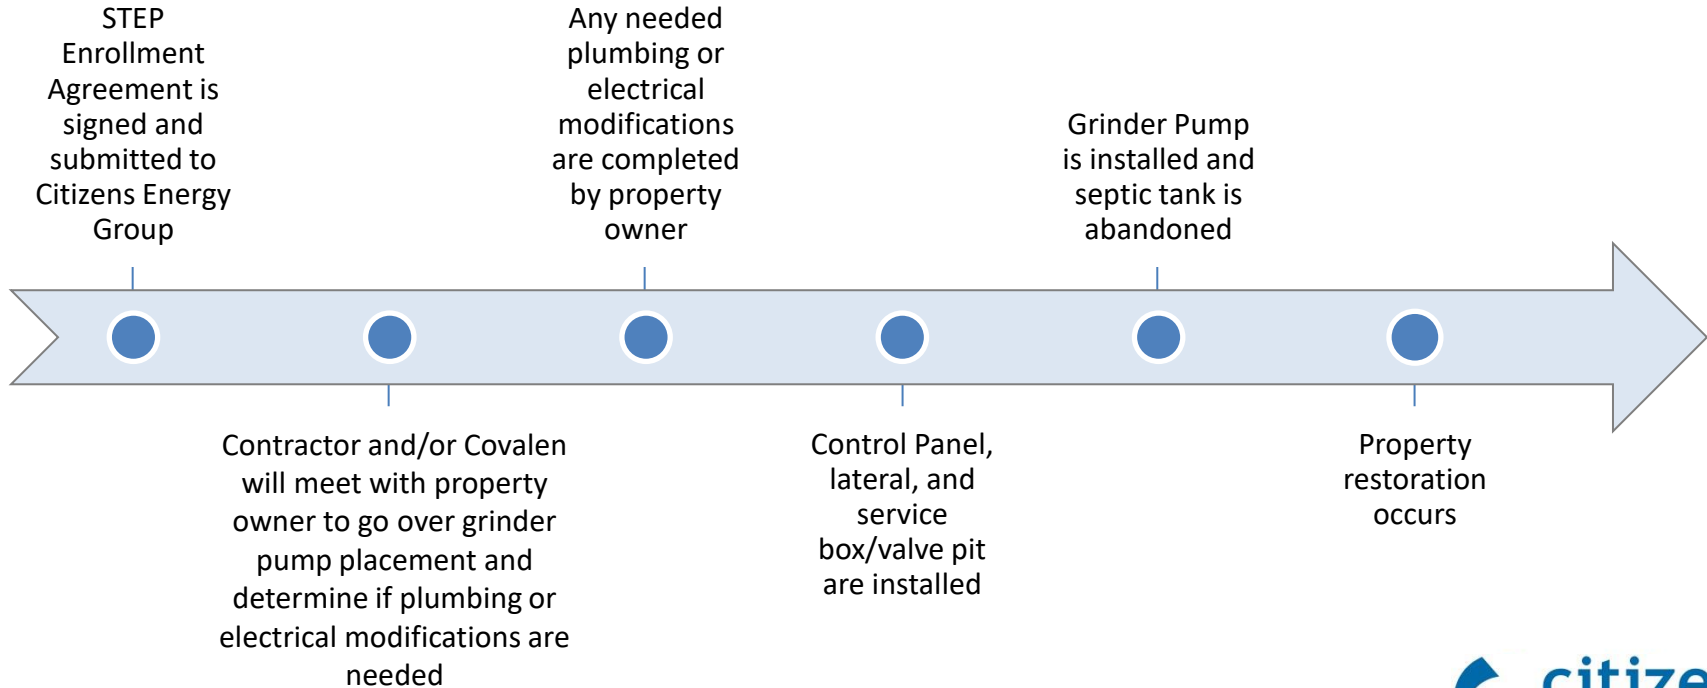 STEP
Enrollment
Agreement is
signed and
submitted to
Citizens Energy
Group
Contractor and/or Covalen
will meet with property
owner to go over grinder
pump placement and
determine if plumbing or
electrical modifications are
needed
Any needed
plumbing or
electrical
modifications
are completed
by property
owner
Control Panel,
lateral, and
service
box/valve pit
are installed
Grinder Pump
is installed and
septic tank is
abandoned
Property
restoration
occurs